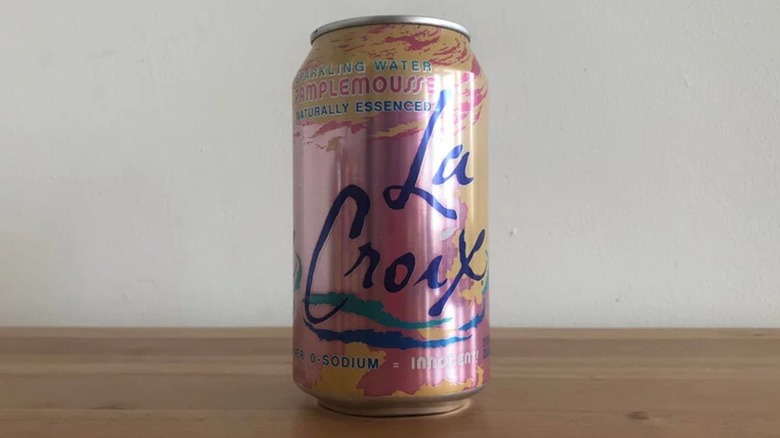 SPARKLING WATER
PAMPLEMOUSSE
NATURALLY ESSENCED
La
Croix
0-SODIUM = INNOCENT!